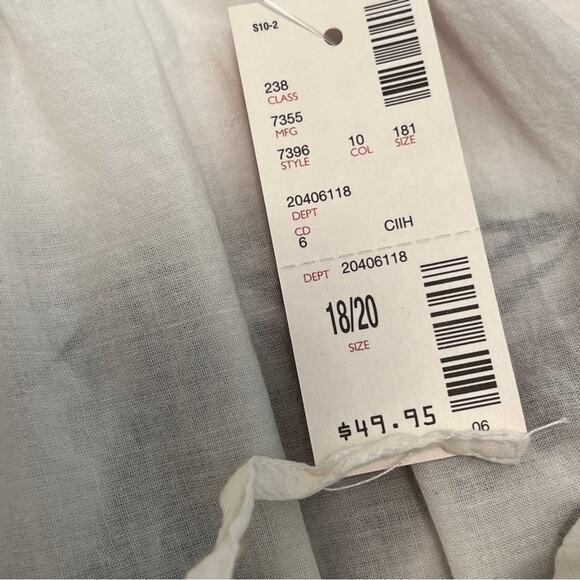 S10-2
238
CLASS
7355
MFG
7396 10 181
STYLE COL SIZE
20406118
DEPT
CD
6 CIIH
DEPT 20406118
18/20
SIZE
$49.95
06